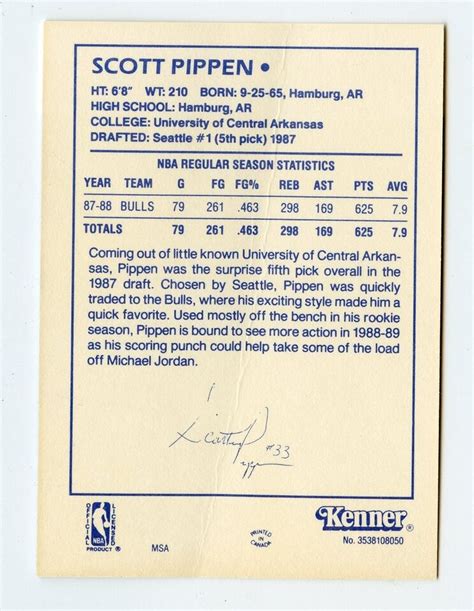 SCOTT PIPPEN •
HT: 6'8" WT: 210 BORN: 9-25-65, Hamburg, AR
HIGH SCHOOL: Hamburg, AR
COLLEGE: University of Central Arkansas
DRAFTED: Seattle #1 (5th pick) 1987
NBA REGULAR SEASON STATISTICS
YEAR TEAM G FG FG% REB AST PTS AVG
87-88 BULLS 79 261 .463 298 169 625 7.9
TOTALS 79 261 .463 298 169 625 7.9
Coming out of little known University of Central Arkan-
sas, Pippen was the surprise fifth pick overall in the
1987 draft. Chosen by Seattle, Pippen was quickly
traded to the Bulls, where his exciting style made him a
quick favorite. Used mostly off the bench in his rookie
season, Pippen is bound to see more action in 1988-89
as his scoring punch could help take some of the load
off Michael Jordan.
#33
Pippen
OFFICIAL LICENSED
NBA
PRODUCT ®
MSA
PRINTED
IN
CANADA
Kenner®
No. 3538108050